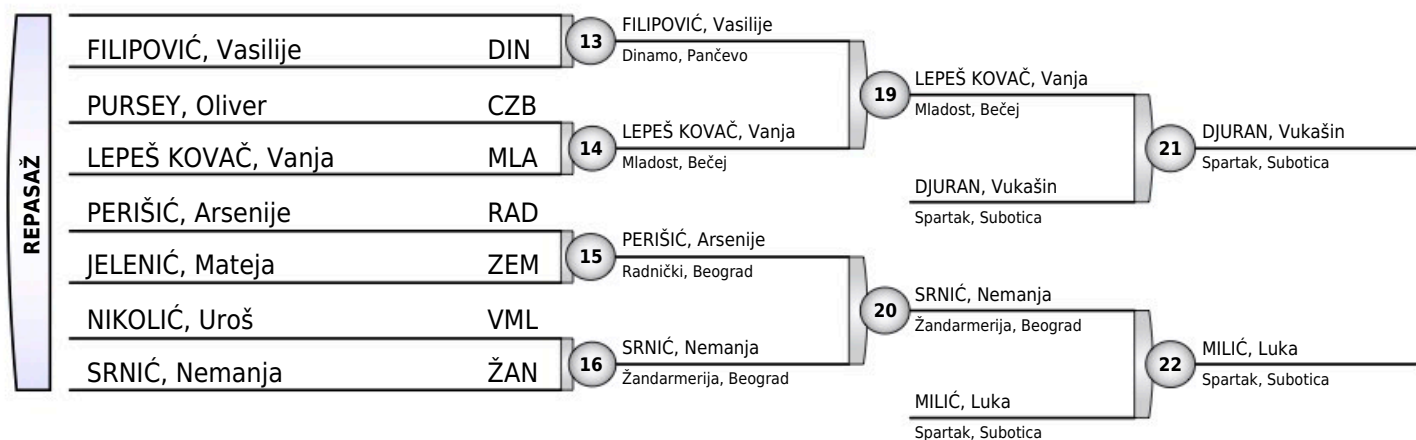 REPASAŽ
FILIPOVIĆ, Vasilije DIN
PURSEY, Oliver CZB
LEPEŠ KOVAČ, Vanja MLA
PERIŠIĆ, Arsenije RAD
JELENIĆ, Mateja ZEM
NIKOLIĆ, Uroš VML
SRNIĆ, Nemanja ŽAN
13
FILIPOVIĆ, Vasilije
Dinamo, Pančevo
14
LEPEŠ KOVAČ, Vanja
Mladost, Bečej
15
PERIŠIĆ, Arsenije
Radnički, Beograd
16
SRNIĆ, Nemanja
Žandarmerija, Beograd
19
LEPEŠ KOVAČ, Vanja
Mladost, Bečej
DJURAN, Vukašin
Spartak, Subotica
20
SRNIĆ, Nemanja
Žandarmerija, Beograd
MILIĆ, Luka
Spartak, Subotica
21
DJURAN, Vukašin
Spartak, Subotica
22
MILIĆ, Luka
Spartak, Subotica